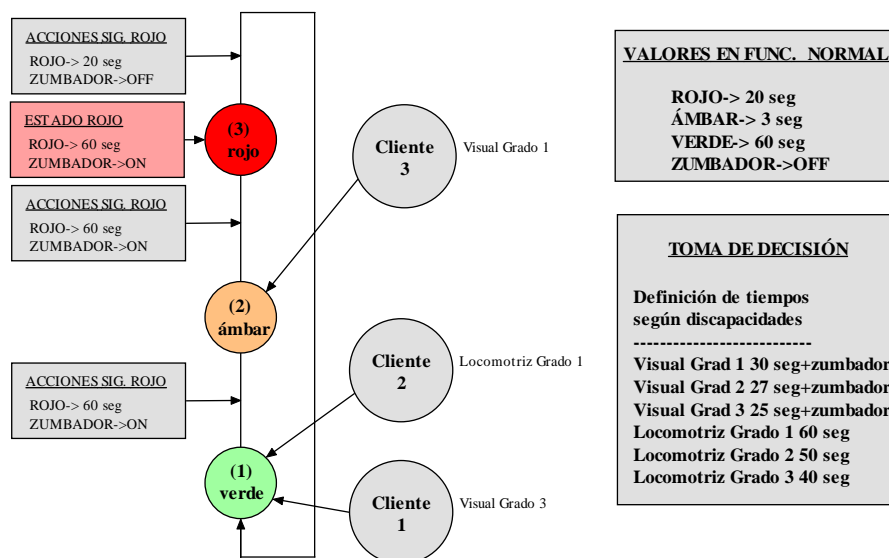 ACCIONES SIG. ROJO
ROJO-> 20 seg
ZUMBADOR->OFF
ESTADO ROJO
ROJO-> 60 seg
ZUMBADOR->ON
ACCIONES SIG. ROJO
ROJO-> 60 seg
ZUMBADOR->ON
ACCIONES SIG. ROJO
ROJO-> 60 seg
ZUMBADOR->ON
(3)
rojo
(2)
ámbar
(1)
verde
Cliente
3
Visual Grado 1
Cliente
2
Locomotriz Grado 1
Cliente
1
Visual Grado 3
VALORES EN FUNC. NORMAL
ROJO-> 20 seg
ÁMBAR-> 3 seg
VERDE-> 60 seg
ZUMBADOR->OFF
TOMA DE DECISIÓN
Definición de tiempos
según discapacidades
---------------------------
Visual Grad 1 30 seg+zumbador
Visual Grad 2 27 seg+zumbador
Visual Grad 3 25 seg+zumbador
Locomotriz Grado 1 60 seg
Locomotriz Grado 2 50 seg
Locomotriz Grado 3 40 seg